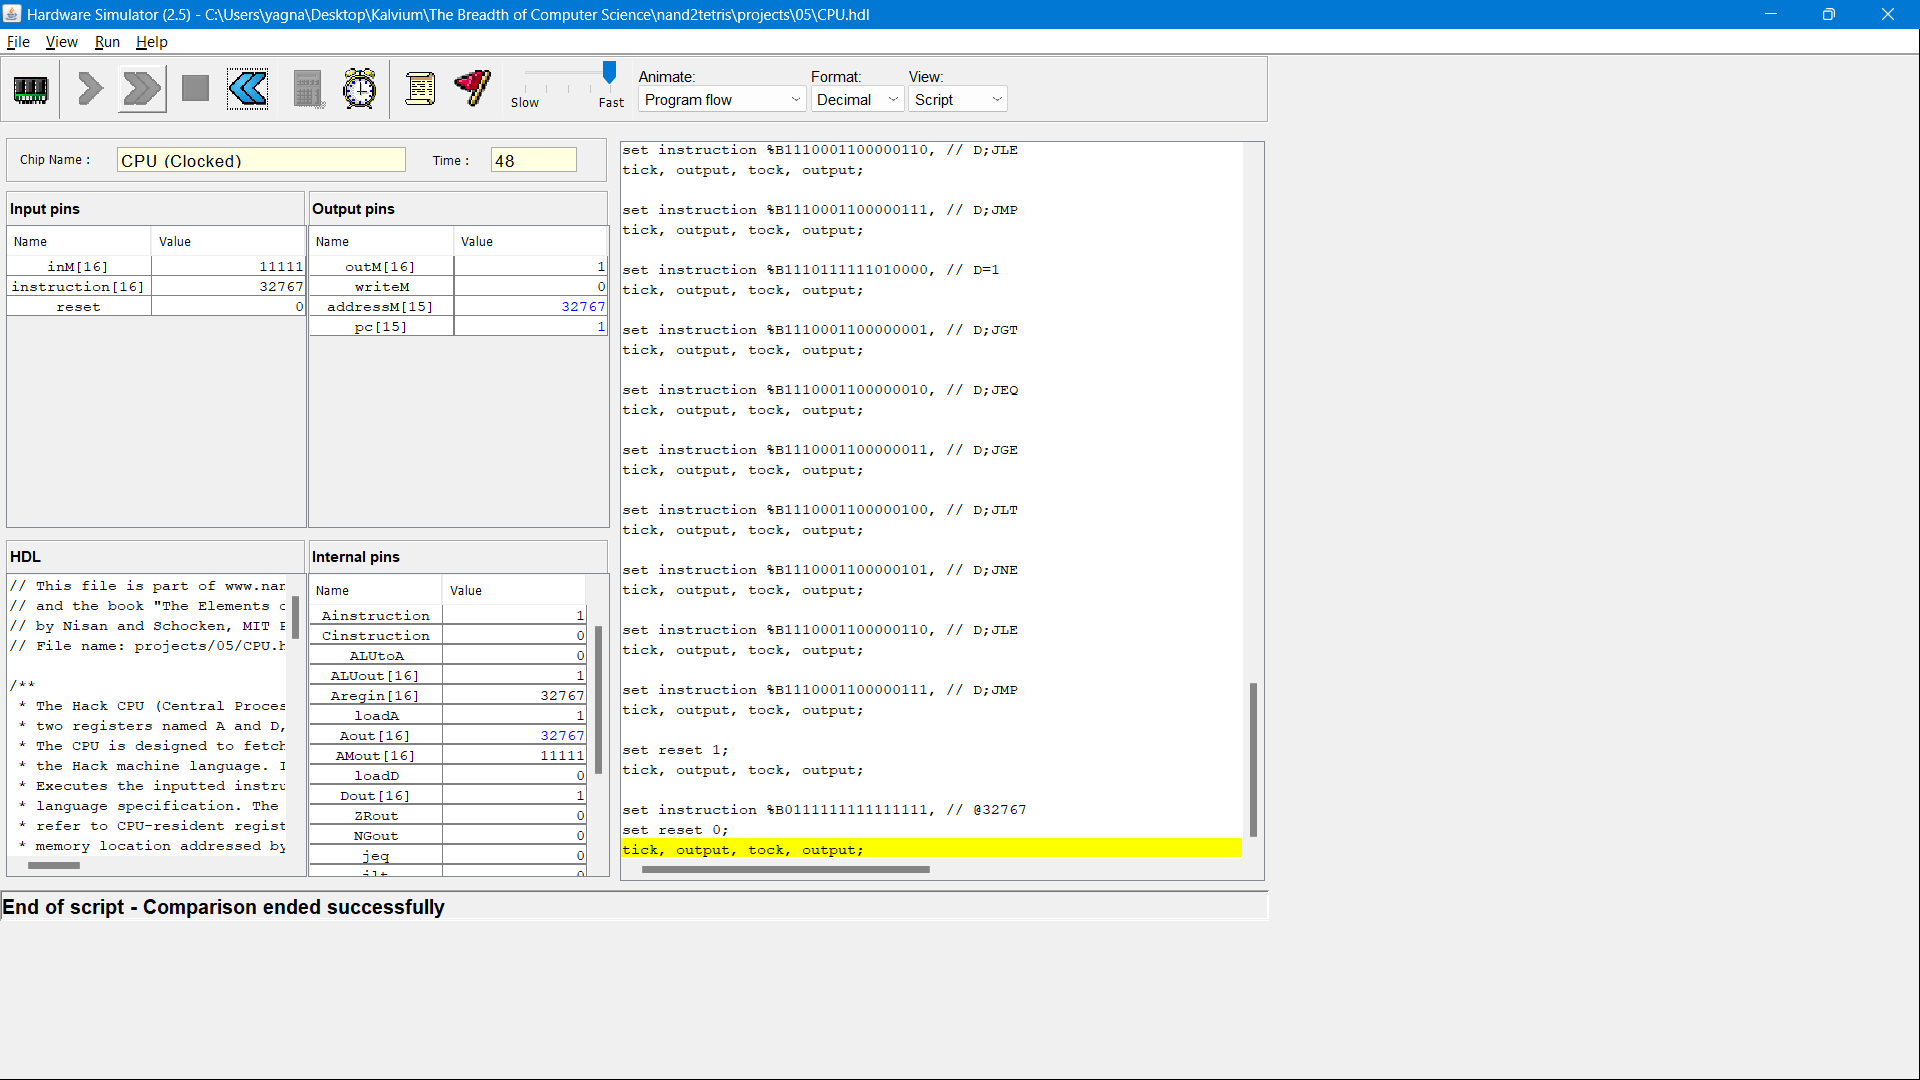 Hardware Simulator (2.5) - C:\Users\yagna\Desktop\Kalvium\The Breadth of Computer Science\nand2tetris\projects\05\CPU.hdl
File View Run Help
Slow Fast
Animate: Format: View:
Program flow Decimal Script
Chip Name : CPU (Clocked) Time : 48
Input pins
Name Value
inM[16] 11111
instruction[16] 32767
reset 0
Output pins
Name Value
outM[16] 1
writeM 0
addressM[15] 32767
pc[15] 1
HDL
// This file is part of www.nan
// and the book "The Elements o
// by Nisan and Schocken, MIT P
// File name: projects/05/CPU.h
/**
* The Hack CPU (Central Proces
* two registers named A and D,
* The CPU is designed to fetch
* the Hack machine language. I
* Executes the inputted instru
* language specification. The
* refer to CPU-resident regist
* memory location addressed by
Internal pins
Name Value
Ainstruction 1
Cinstruction 0
ALUtoA 0
ALUout[16] 1
Aregin[16] 32767
loadA 1
Aout[16] 32767
AMout[16] 11111
loadD 0
Dout[16] 1
ZRout 0
NGout 0
jeq 0
jlt 0
set instruction %B1110001100000110, // D;JLE
tick, output, tock, output;
set instruction %B1110001100000111, // D;JMP
tick, output, tock, output;
set instruction %B1110111111010000, // D=1
tick, output, tock, output;
set instruction %B1110001100000001, // D;JGT
tick, output, tock, output;
set instruction %B1110001100000010, // D;JEQ
tick, output, tock, output;
set instruction %B1110001100000011, // D;JGE
tick, output, tock, output;
set instruction %B1110001100000100, // D;JLT
tick, output, tock, output;
set instruction %B1110001100000101, // D;JNE
tick, output, tock, output;
set instruction %B1110001100000110, // D;JLE
tick, output, tock, output;
set instruction %B1110001100000111, // D;JMP
tick, output, tock, output;
set reset 1;
tick, output, tock, output;
set instruction %B0111111111111111, // @32767
set reset 0;
tick, output, tock, output;
End of script - Comparison ended successfully